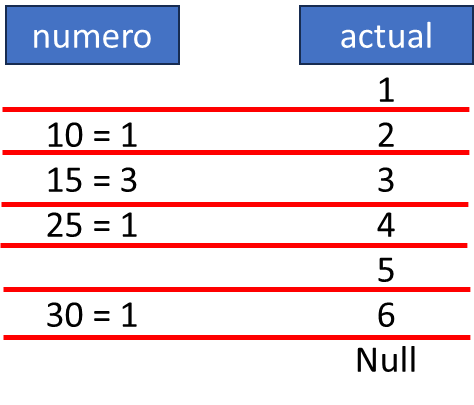 numero actual
1
10 = 1 2
15 = 3 3
25 = 1 4
5
30 = 1 6
Null